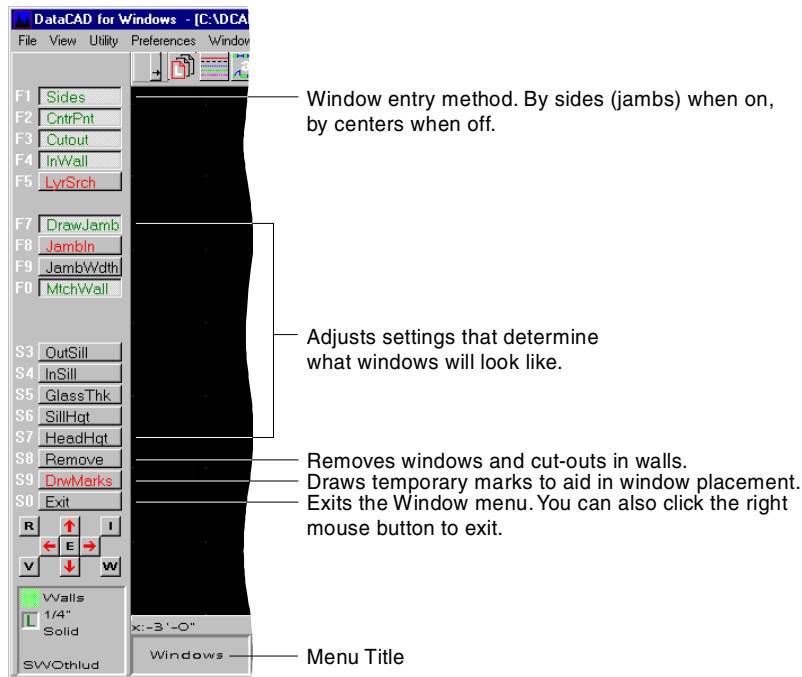 DataCAD for Windows - [C:\DCA
File View Utility Preferences Window
F1 Sides
F2 CntrPnt
F3 Cutout
F4 InWall
F5 LyrSrch
F7 DrawJamb
F8 JambIn
F9 JambWdth
F0 MtchWall
S3 OutSill
S4 InSill
S5 GlassThk
S6 SillHgt
S7 HeadHgt
S8 Remove
S9 DrwMarks
S0 Exit
R I
E
V W
Walls
L 1/4"
Solid
SWOthlud
x:-3'-0"
Windows
Window entry method. By sides (jambs) when on,
by centers when off.
Adjusts settings that determine
what windows will look like.
Removes windows and cut-outs in walls.
Draws temporary marks to aid in window placement.
Exits the Window menu. You can also click the right
mouse button to exit.
Menu Title